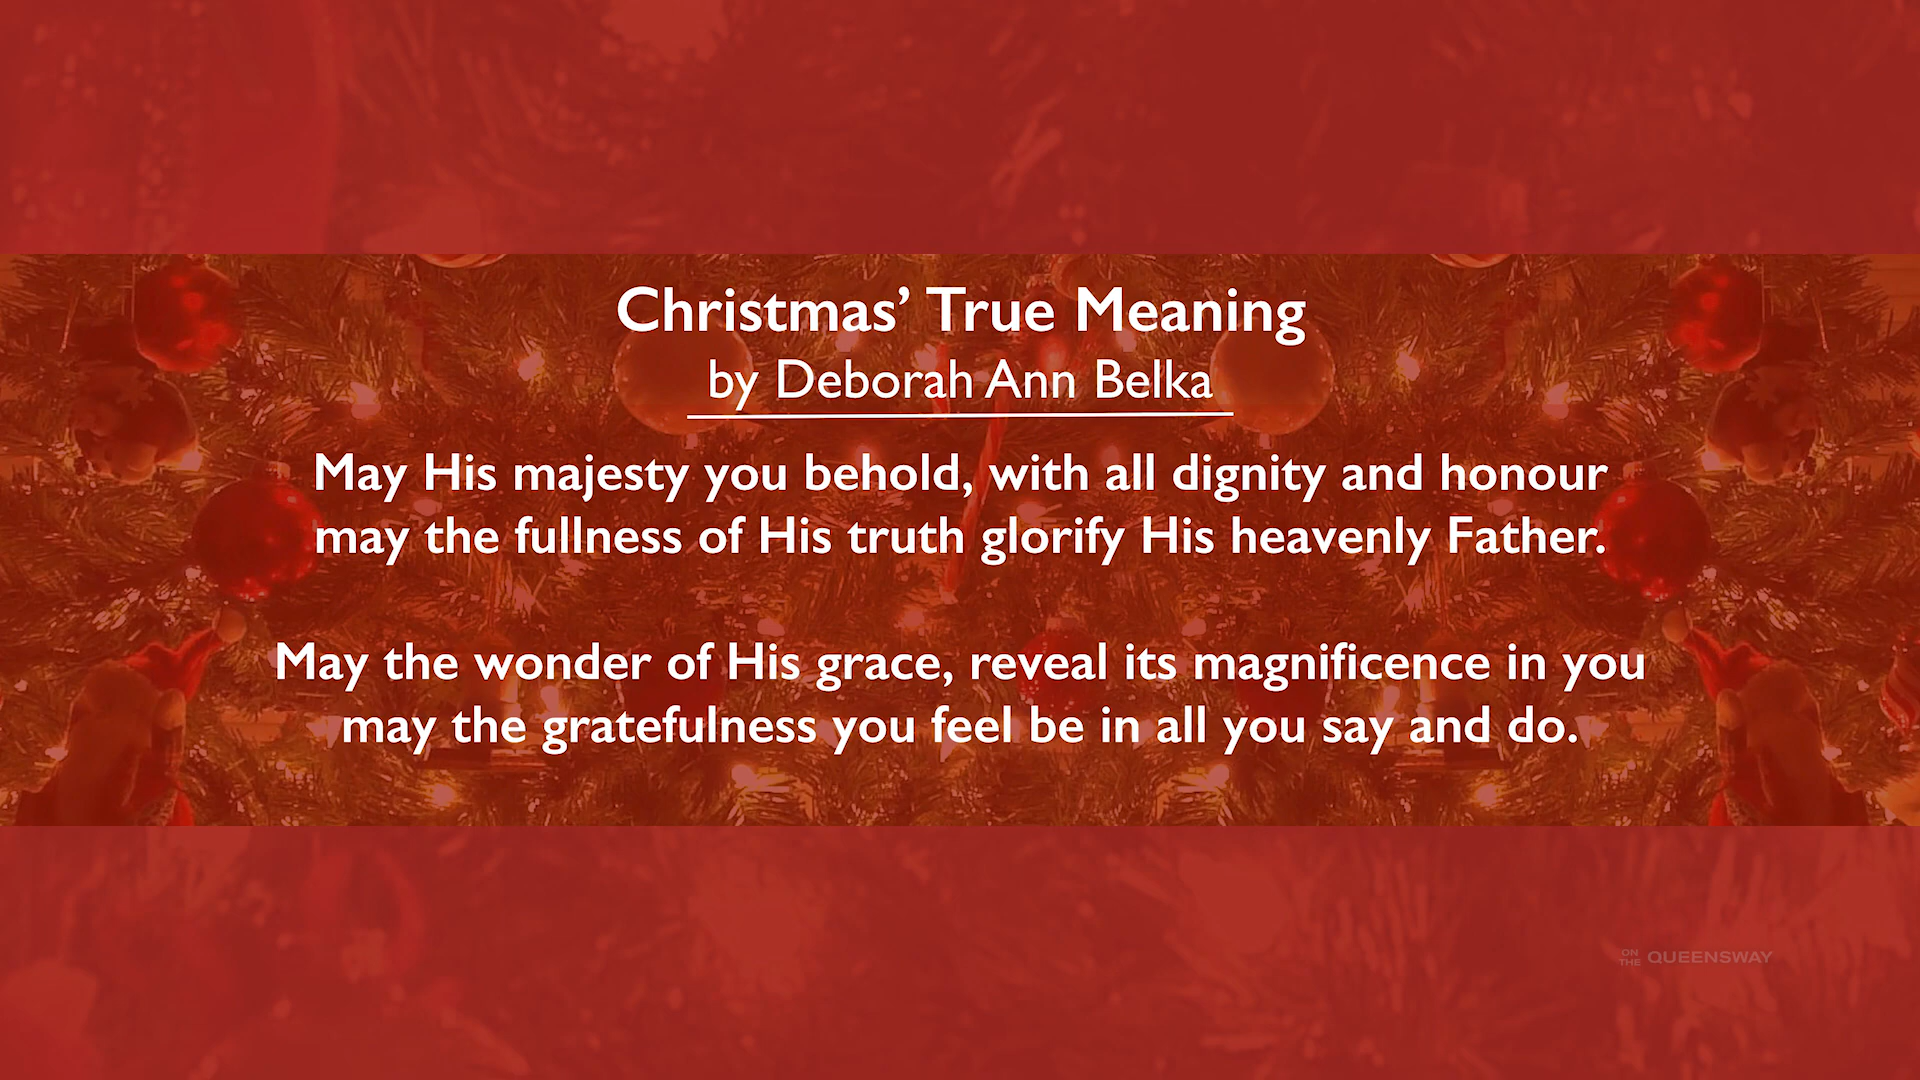 Christmas’ True Meaning
by Deborah Ann Belka
May His majesty you behold, with all dignity and honour
may the fullness of His truth glorify His heavenly Father.
May the wonder of His grace, reveal its magnificence in you
may the gratefulness you feel be in all you say and do.
ON THE QUEENSWAY